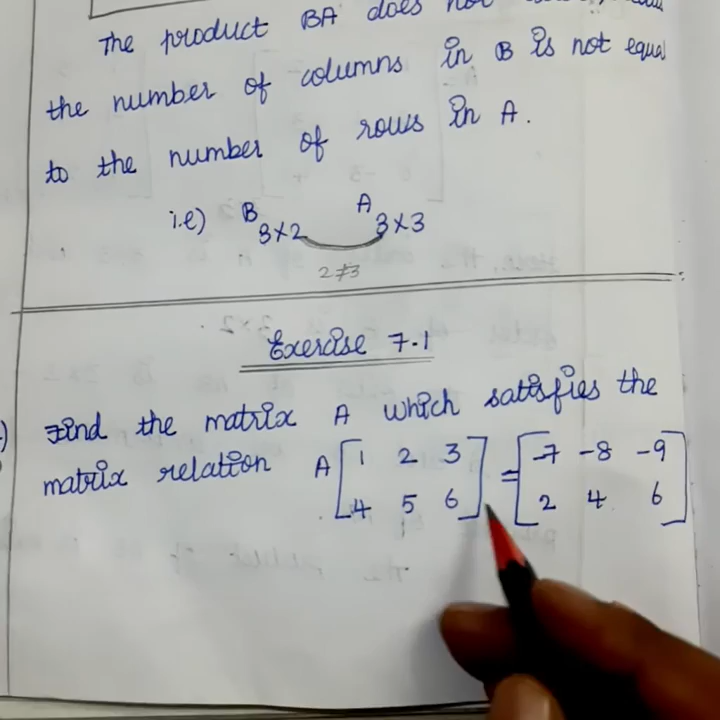 The product BA does
the number of columns in B is not equal
to the number of rows in A.
i.e) B 3×2 A 3×3
2≠3
Exercise 7.1
Find the matrix A which satisfies the
matrix relation A [1 2 3 = [-7 -8 -9
4 5 6] 2 4 6]